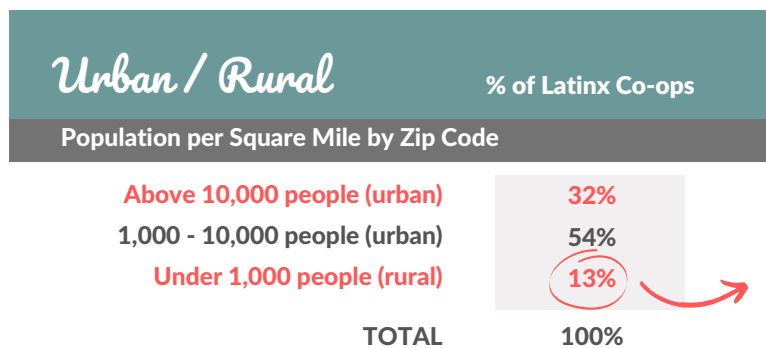 Urban / Rural % of Latinx Co-ops
Population per Square Mile by Zip Code
Above 10,000 people (urban) 32%
1,000 - 10,000 people (urban) 54%
Under 1,000 people (rural) 13%
TOTAL 100%